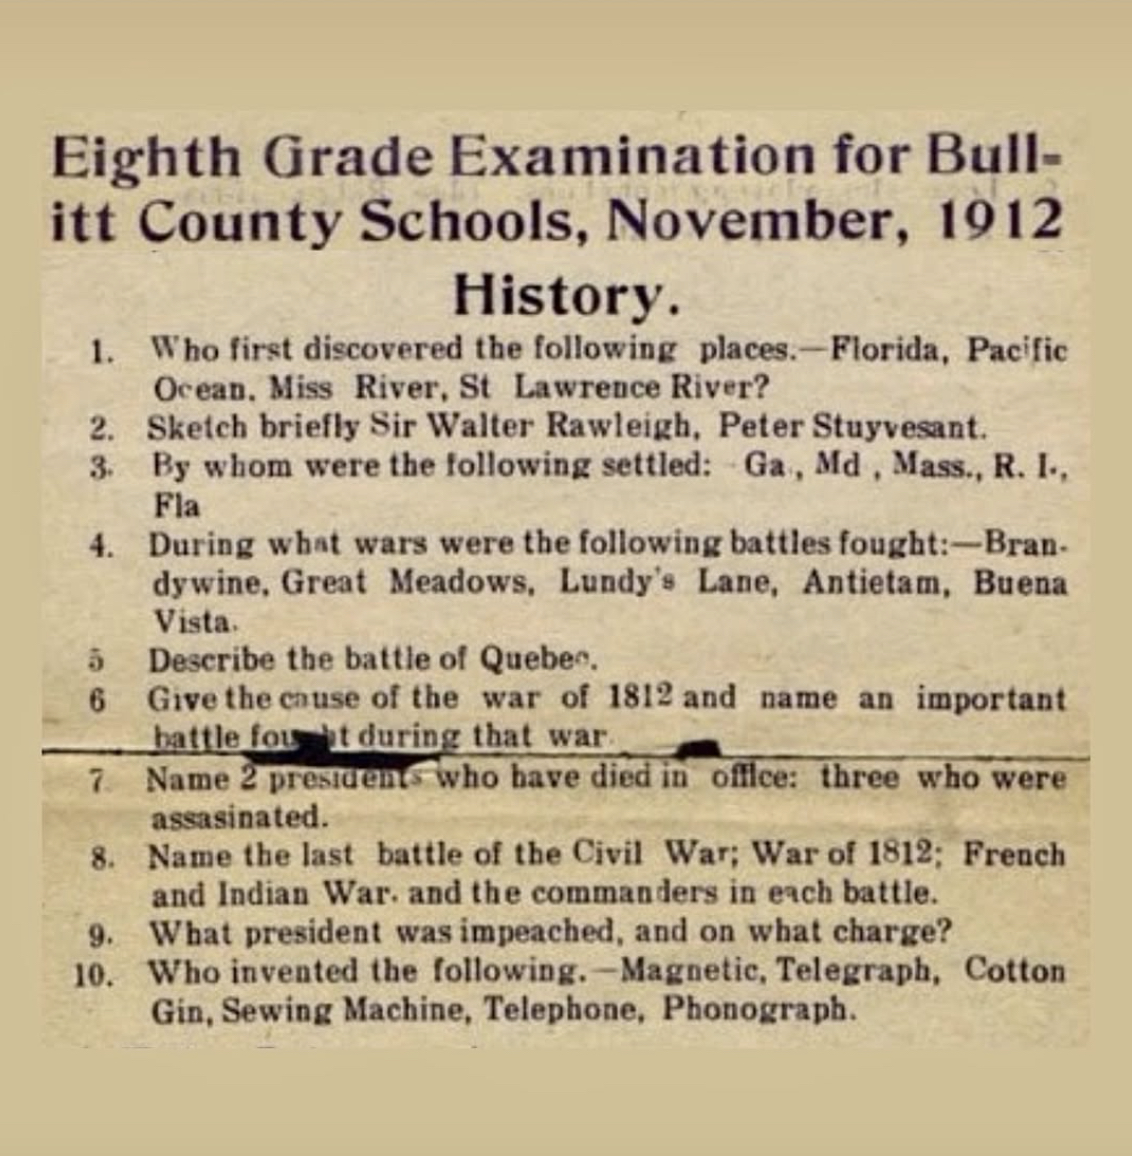 Eighth Grade Examination for Bull-
itt County Schools, November, 1912
History.
1. Who first discovered the following places.—Florida, Pacific
Ocean. Miss River, St Lawrence River?
2. Sketch briefly Sir Walter Rawleigh, Peter Stuyvesant.
3. By whom were the following settled: Ga., Md, Mass., R. I.,
Fla
4. During what wars were the following battles fought:—Bran-
dywine, Great Meadows, Lundy's Lane, Antietam, Buena
Vista.
5 Describe the battle of Quebec.
6 Give the cause of the war of 1812 and name an important
battle fought during that war.
7 Name 2 presidents who have died in office: three who were
assasinated.
8. Name the last battle of the Civil War; War of 1812; French
and Indian War. and the commanders in each battle.
9. What president was impeached, and on what charge?
10. Who invented the following.—Magnetic, Telegraph, Cotton
Gin, Sewing Machine, Telephone, Phonograph.